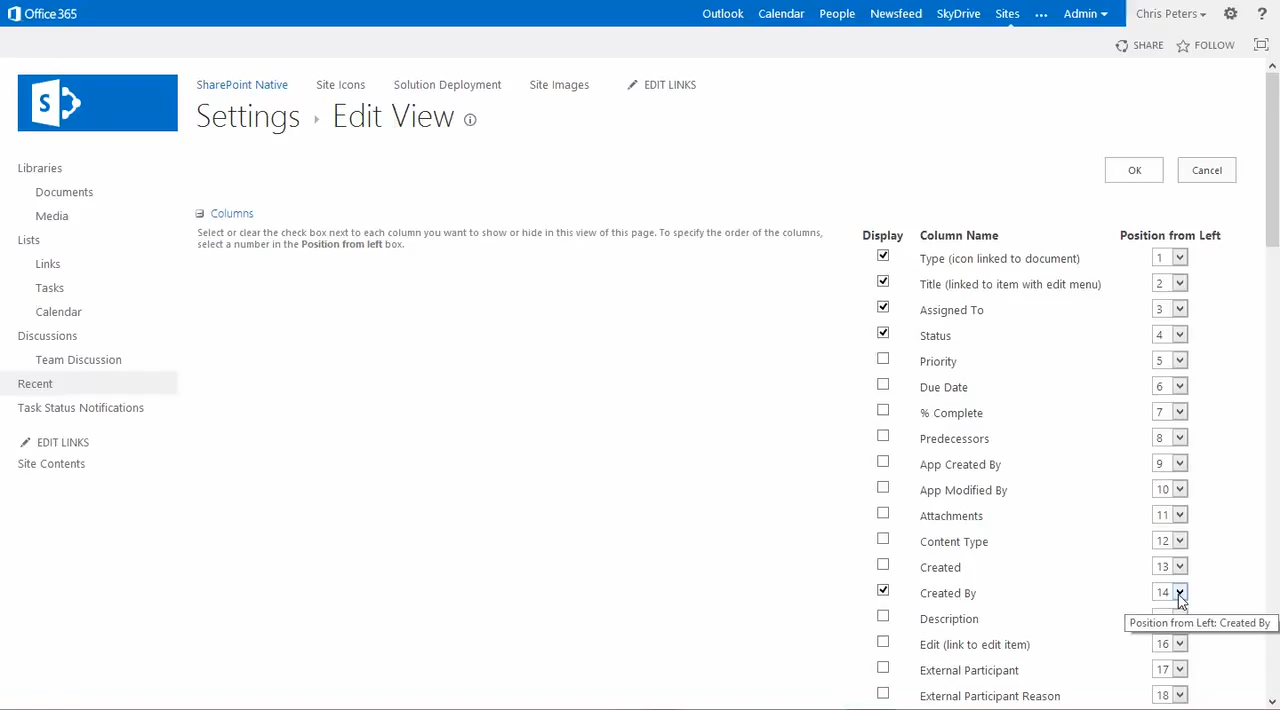 Office 365
Outlook Calendar People Newsfeed SkyDrive Sites ... Admin Chris Peters ?
SHARE FOLLOW
S
SharePoint Native Site Icons Solution Deployment Site Images EDIT LINKS
Settings Edit View
OK Cancel
Libraries
Documents
Media
Lists
Links
Tasks
Calendar
Discussions
Team Discussion
Recent
Task Status Notifications
EDIT LINKS
Site Contents
Columns
Select or clear the check box next to each column you want to show or hide in this view of this page. To specify the order of the columns,
select a number in the Position from left box.
Display Column Name Position from Left
Type (icon linked to document) 1
Title (linked to item with edit menu) 2
Assigned To 3
Status 4
Priority 5
Due Date 6
% Complete 7
Predecessors 8
App Created By 9
App Modified By 10
Attachments 11
Content Type 12
Created 13
Created By 14
Description
Position from Left: Created By
Edit (link to edit item) 16
External Participant 17
External Participant Reason 18